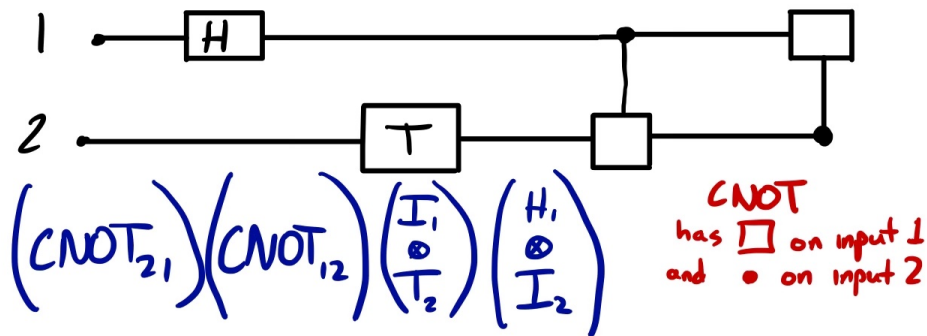 1 H
2 T
(CNOT₂₁)(CNOT₁₂)(I₁ ⊗ T₂)(H₁ ⊗ I₂)
CNOT
has □ on input 1
and • on input 2